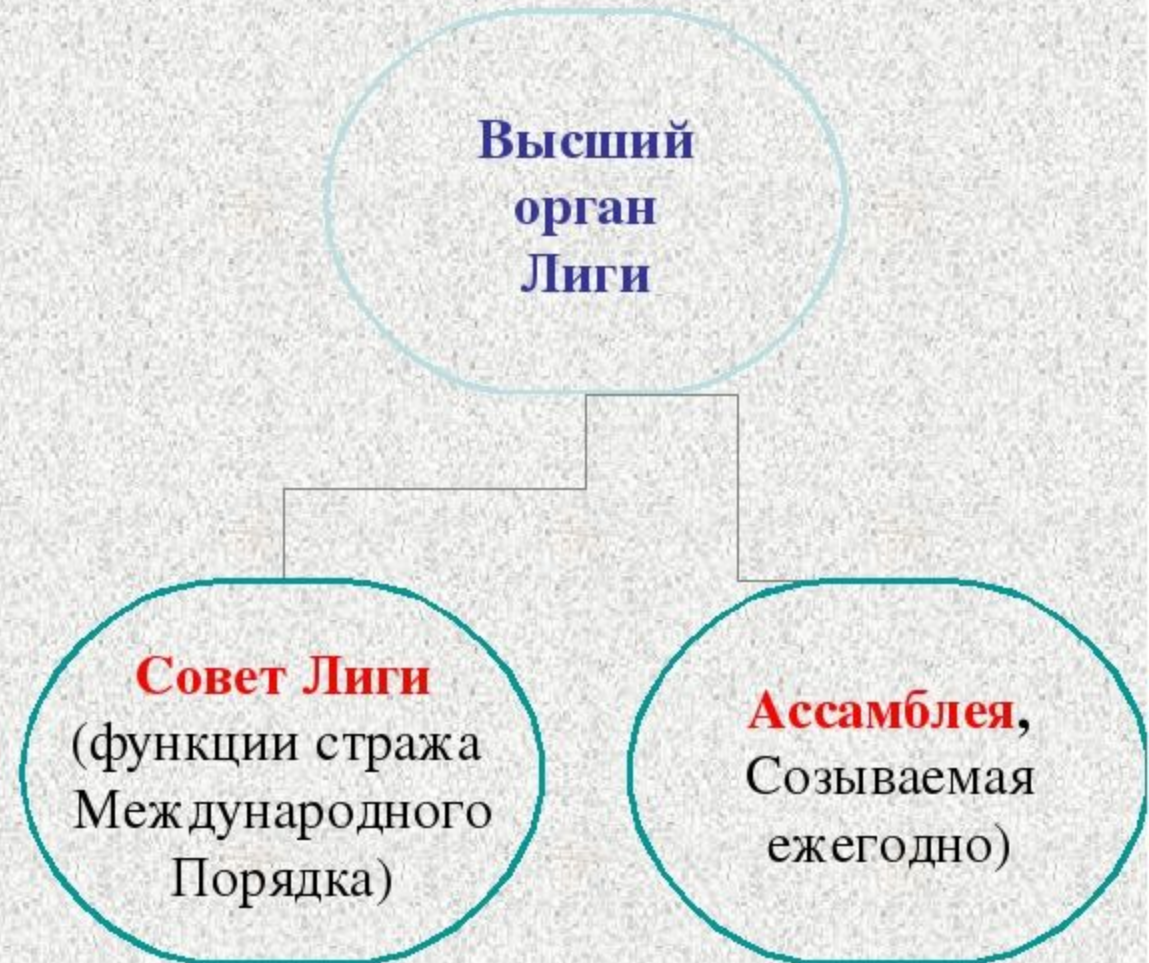 Высший
орган
Лиги
Совет Лиги
(функции стража
Международного
Порядка)
Ассамблея,
Созываемая
ежегодно)